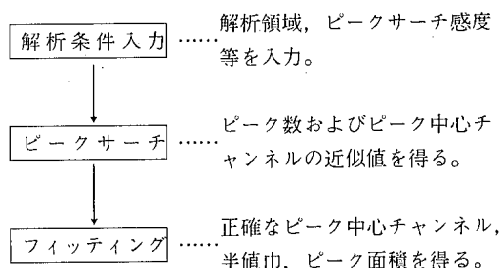 解析条件入力 …… 解析領域，ピークサーチ感度
等を入力。
ピークサーチ …… ピーク数およびピーク中心チ
ャンネルの近似値を得る。
フィッティング …… 正確なピーク中心チャンネル，
半値巾，ピーク面積を得る。